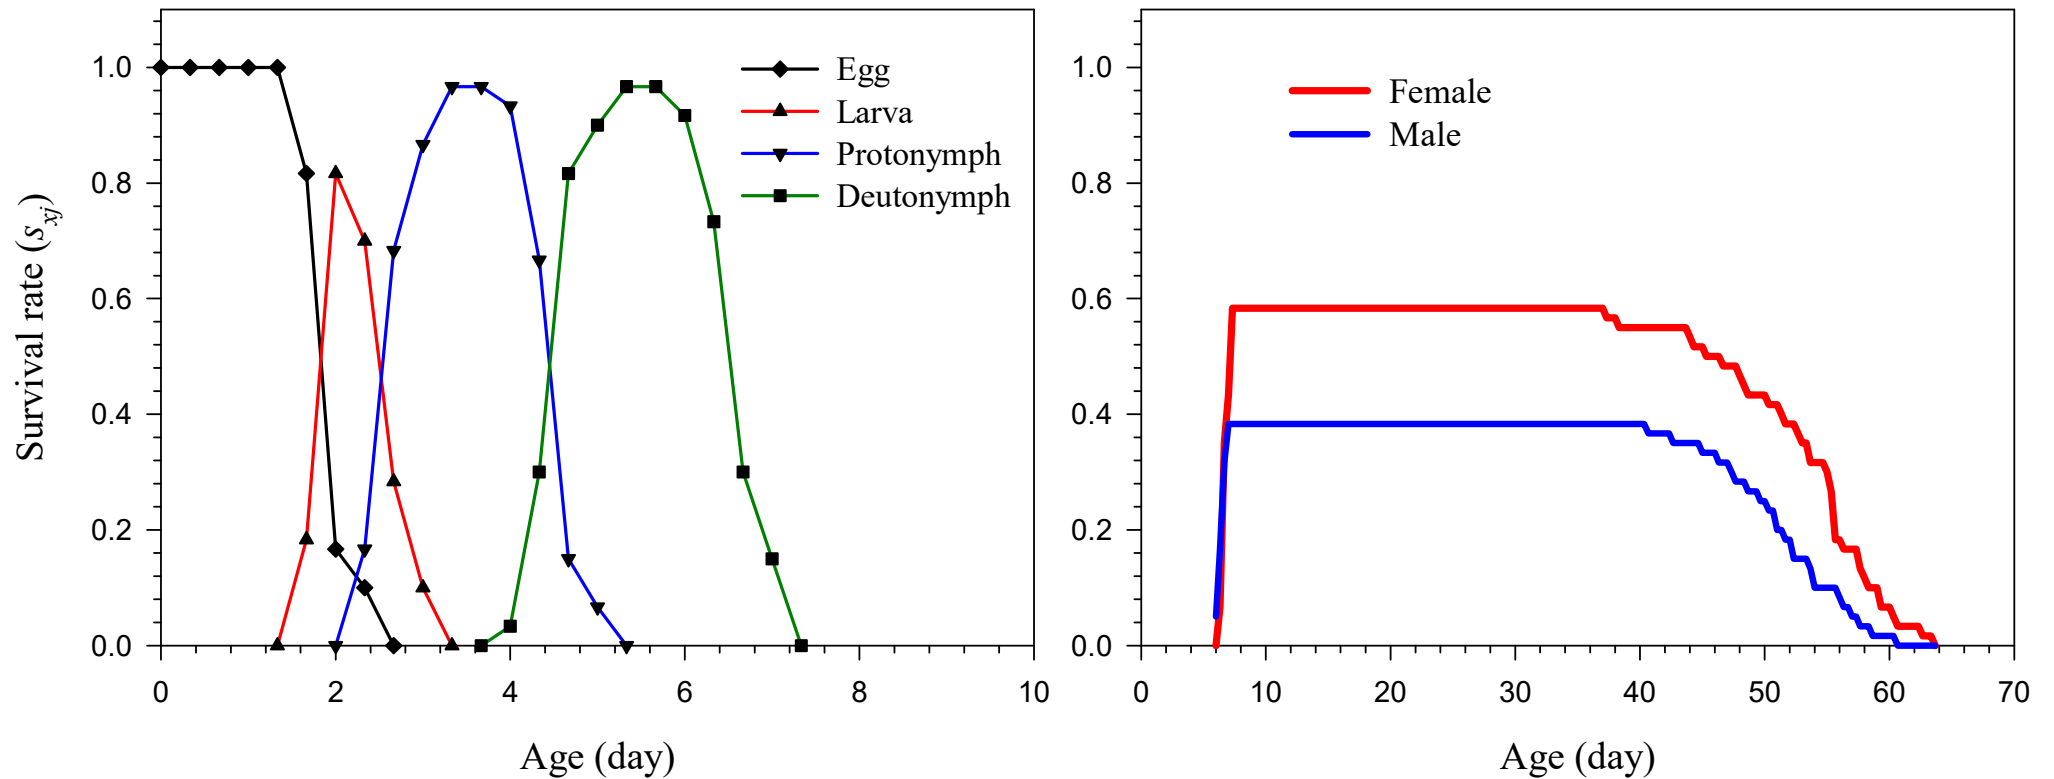 Survival rate (sxj)
1.0
0.8
0.6
0.4
0.2
0.0
0 2 4 6 8 10
Age (day)
Egg
Larva
Protonymph
Deutonymph
1.0
0.8
0.6
0.4
0.2
0.0
0 10 20 30 40 50 60 70
Age (day)
Female
Male